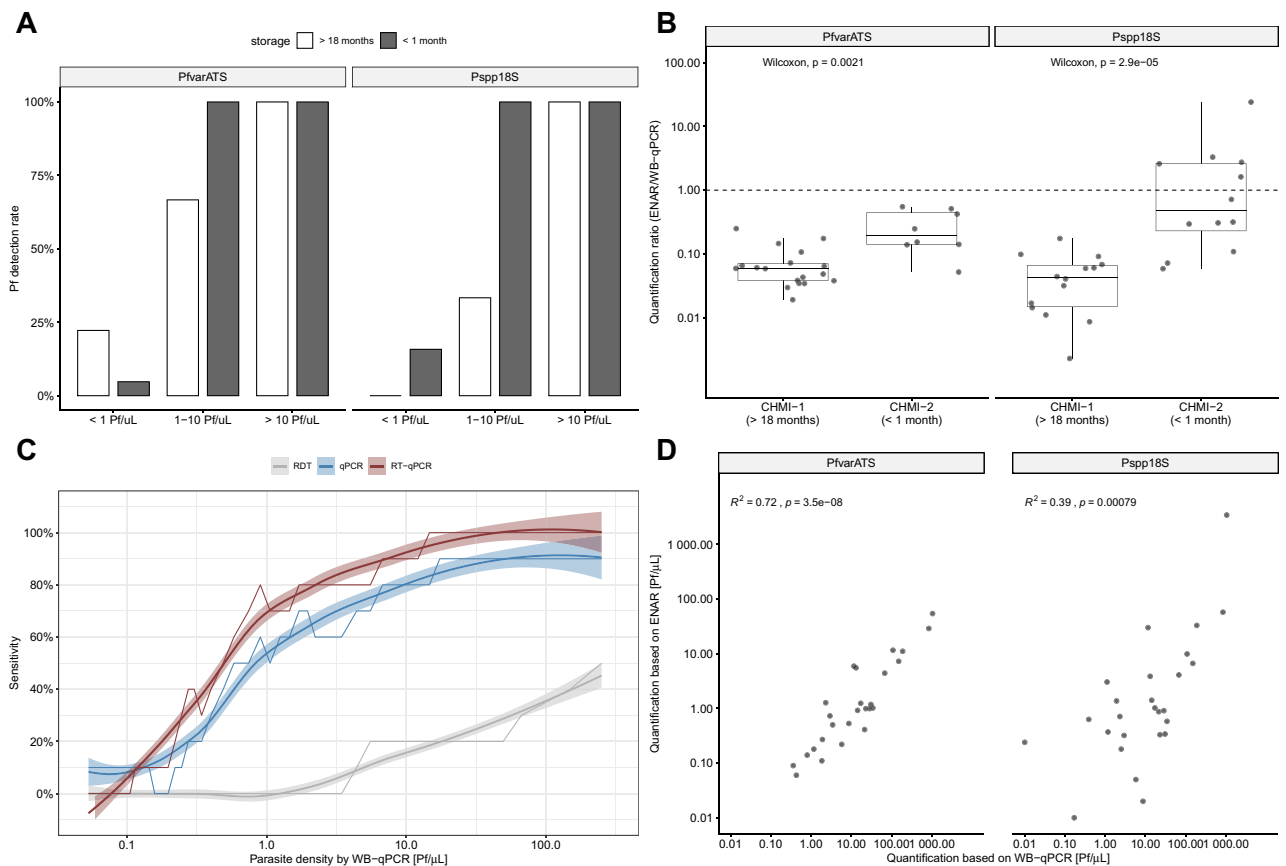 A
storage > 18 months < 1 month
PfvarATS Pspp18S
Pf detection rate
100%
75%
50%
25%
0%
< 1 Pf/uL 1−10 Pf/uL > 10 Pf/uL < 1 Pf/uL 1−10 Pf/uL > 10 Pf/uL
B
PfvarATS Pspp18S
Wilcoxon, p = 0.0021 Wilcoxon, p = 2.9e−05
Quantification ratio (ENAR/WB−qPCR)
100.00
10.00
1.00
0.10
0.01
CHMI−1 CHMI−2 CHMI−1 CHMI−2
(> 18 months) (< 1 month) (> 18 months) (< 1 month)
C
RDT qPCR RT−qPCR
Sensitivity
100%
80%
60%
40%
20%
0%
0.1 1.0 10.0 100.0
Parasite density by WB−qPCR [Pf/μL]
D
PfvarATS Pspp18S
R² = 0.72 , p = 3.5e−08 R² = 0.39 , p = 0.00079
Quantification based on ENAR [Pf/μL]
1 000.00
100.00
10.00
1.00
0.10
0.01
0.01 0.10 1.00 10.00 100.00 1 000.00 0.01 0.10 1.00 10.00 100.00 1 000.00
Quantification based on WB−qPCR [Pf/μL]